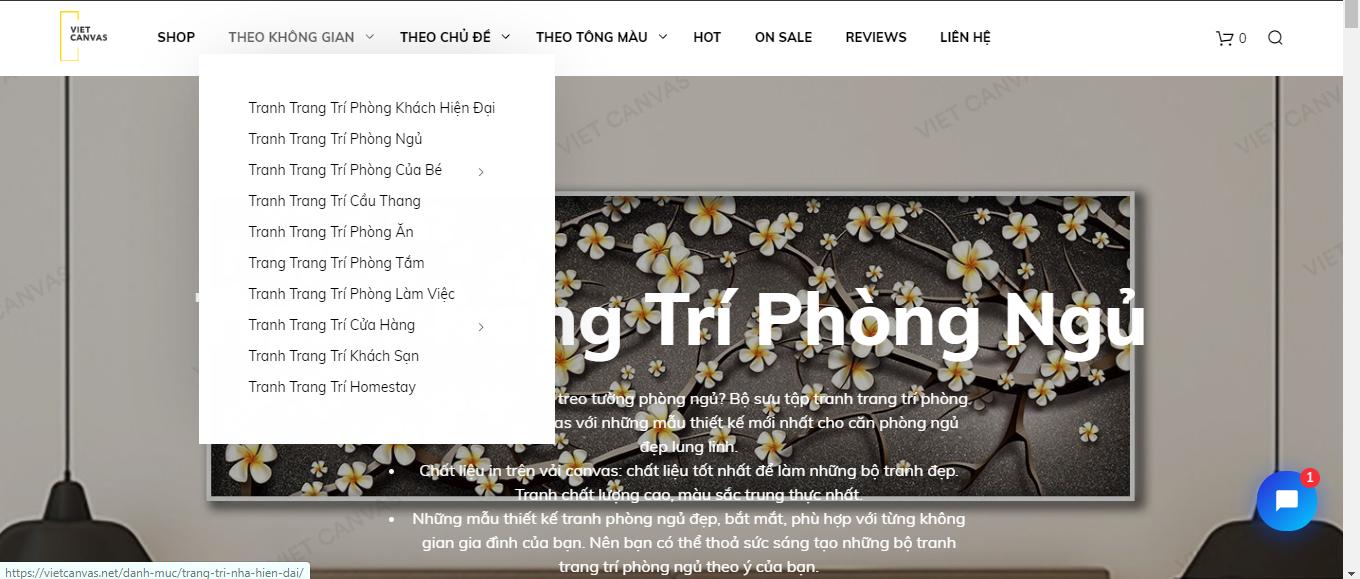 VIET
CANVAS
SHOP
THEO KHÔNG GIAN
THEO CHỦ ĐỀ
THEO TÔNG MÀU
HOT
ON SALE
REVIEWS
LIÊN HỆ
0
Tranh Trang Trí Phòng Khách Hiện Đại
Tranh Trang Trí Phòng Ngủ
Tranh Trang Trí Phòng Của Bé
Tranh Trang Trí Cầu Thang
Tranh Trang Trí Phòng Ăn
Trang Trang Trí Phòng Tắm
Tranh Trang Trí Phòng Làm Việc
Tranh Trang Trí Cửa Hàng
Tranh Trang Trí Khách Sạn
Tranh Trang Trí Homestay
VIET CANVAS
VIET CANVAS
VIET CANVAS
ng Trí Phòng Ngủ
treo tường phòng ngủ? Bộ sưu tập tranh trang trí phòng
as với những mẫu thiết kế mới nhất cho căn phòng ngủ
đẹp lung linh.
• Chất liệu in trên vải canvas: chất liệu tốt nhất để làm những bộ tranh đẹp.
Tranh chất lượng cao, màu sắc trung thực nhất.
• Những mẫu thiết kế tranh phòng ngủ đẹp, bắt mắt, phù hợp với từng không
gian gia đình của bạn. Nên bạn có thể thoả sức sáng tạo những bộ tranh
trang trí phòng ngủ theo ý của bạn.
1
https://vietcanvas.net/danh-muc/trang-tri-nha-hien-dai/